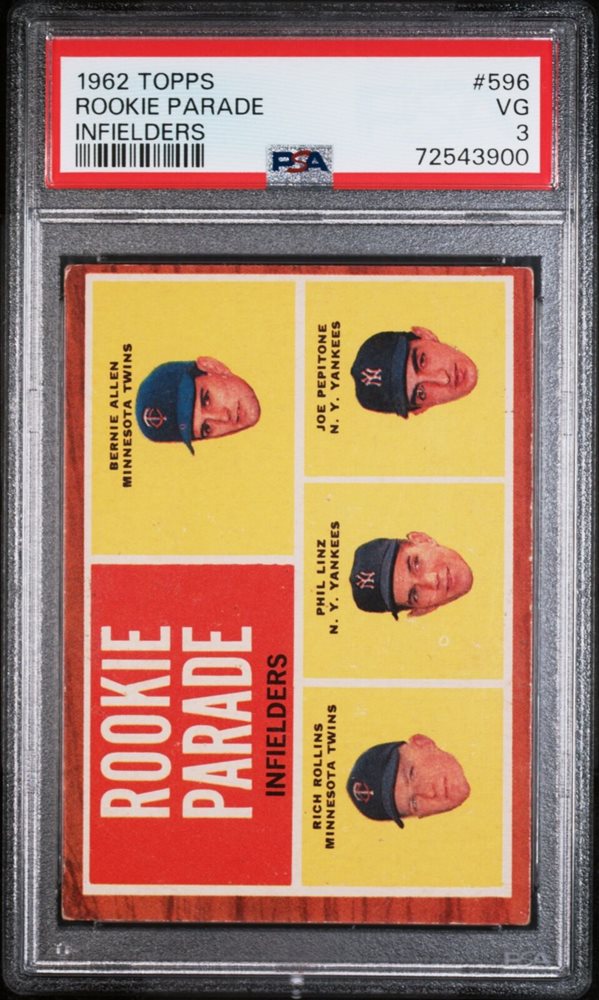 1962 TOPPS #596
ROOKIE PARADE VG
INFIELDERS 3
PSA 72543900
ROOKIE
PARADE
INFIELDERS
BERNIE ALLEN
MINNESOTA TWINS
RICH ROLLINS
MINNESOTA TWINS
PHIL LINZ
N. Y. YANKEES
JOE PEPITONE
N. Y. YANKEES
PSA